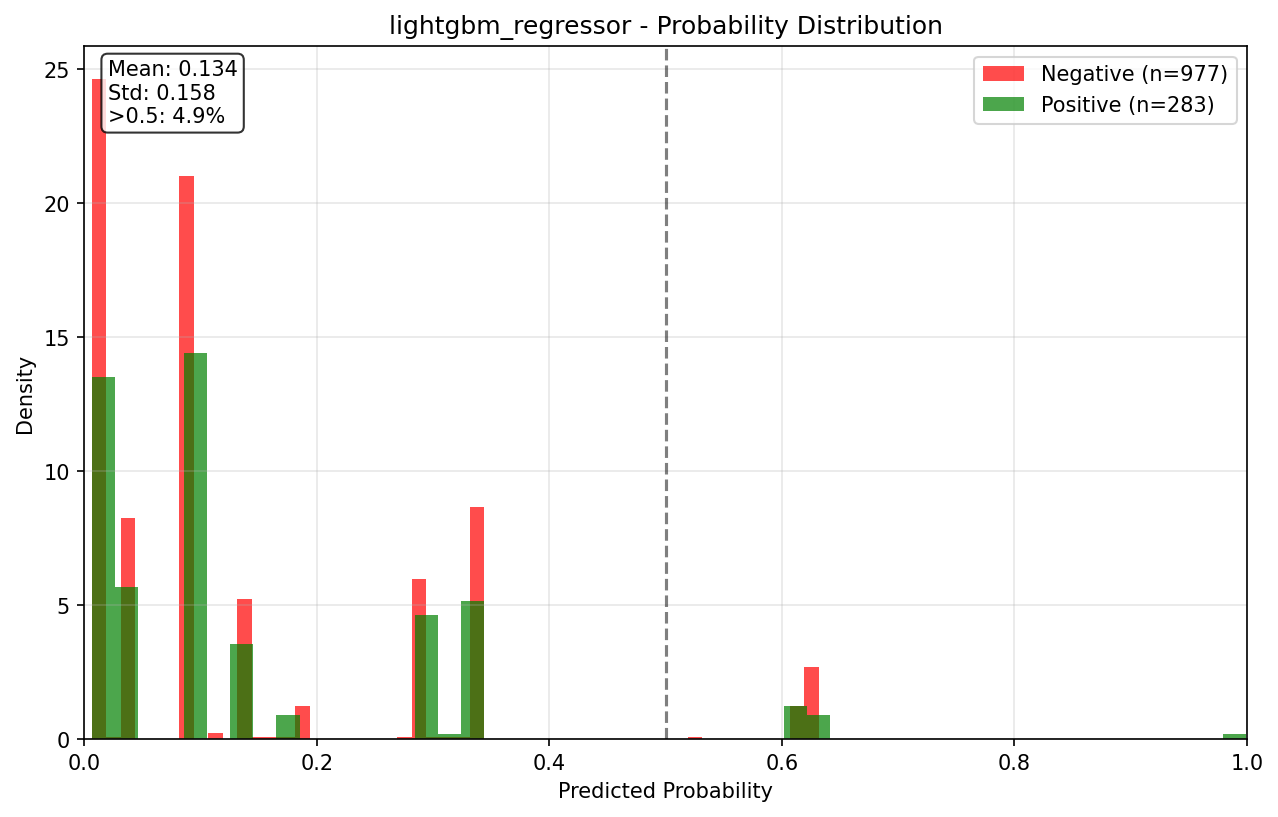 lightgbm_regressor - Probability Distribution
Mean: 0.134
Std: 0.158
>0.5: 4.9%
Negative (n=977)
Positive (n=283)
Density
25
20
15
10
5
0
0.0 0.2 0.4 0.6 0.8 1.0
Predicted Probability